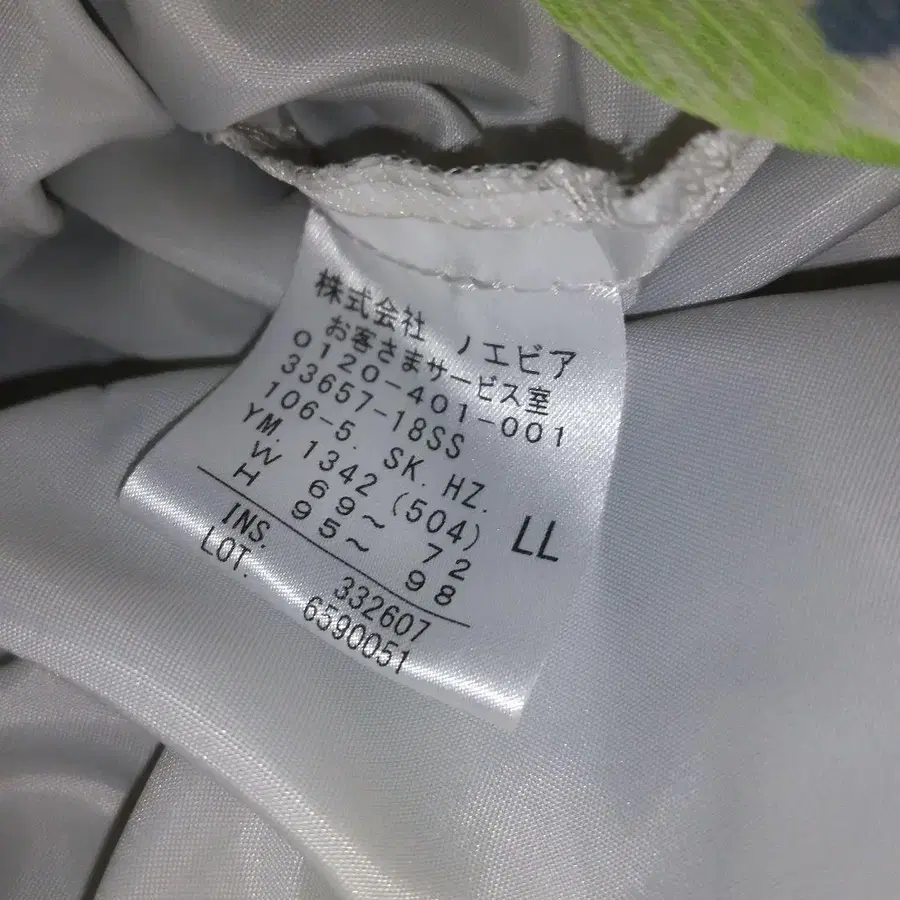 株式会社 ノエビア
お客さまサービス室
0120-401-001
33657-18SS
106-5. SK. HZ.
YM. 1342 (504) LL
W 69~ 72
H 95~ 98
INS. 332607
LOT. 6590051